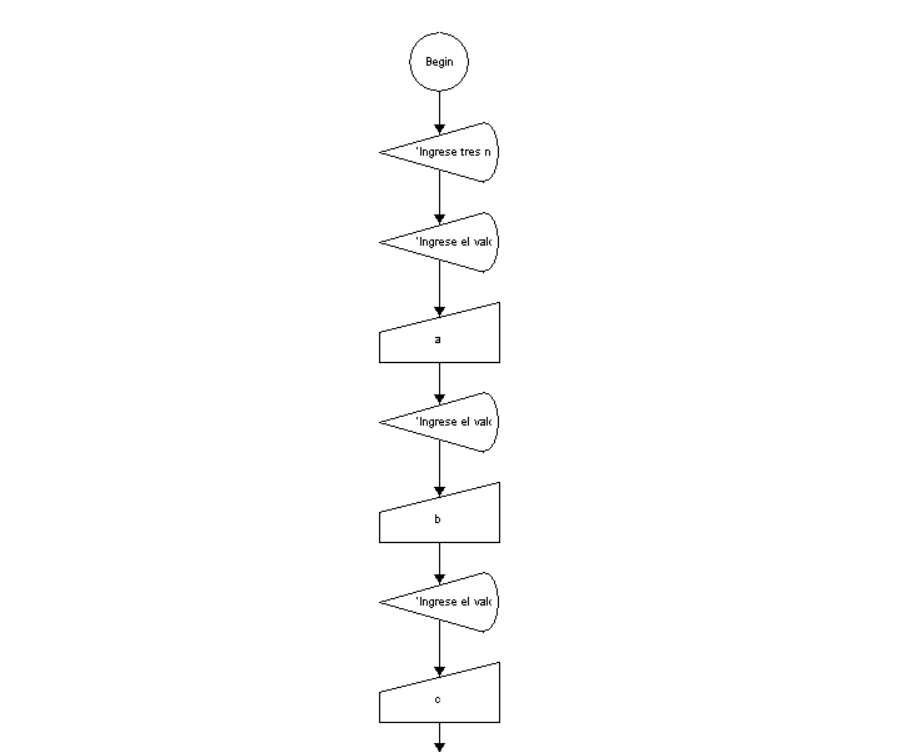 Begin
'Ingrese tres n
'Ingrese el valo
a
'Ingrese el valo
b
'Ingrese el valo
c